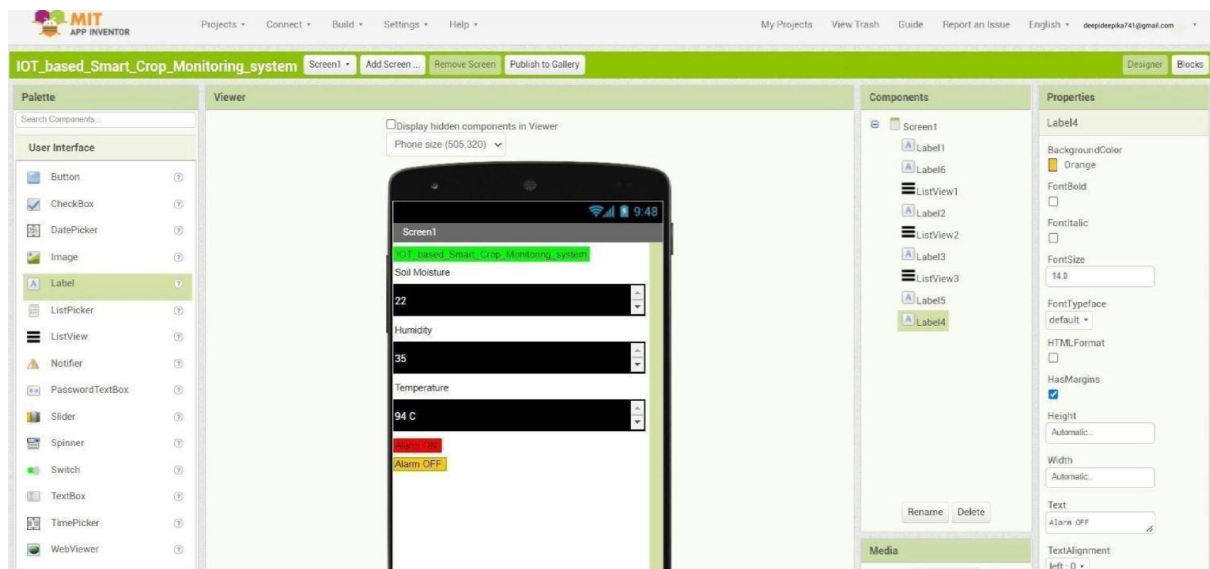 MIT
APP INVENTOR
Projects Connect Build Settings Help My Projects View Trash Guide Report an Issue English deepideepika741@gmail.com
IOT_based_Smart_Crop_Monitoring_system Screen1 Add Screen ... Remove Screen Publish to Gallery Designer Blocks
Palette
Search Components...
User Interface
Button
CheckBox
DatePicker
Image
Label
ListPicker
ListView
Notifier
PasswordTextBox
Slider
Spinner
Switch
TextBox
TimePicker
WebViewer
Viewer
Display hidden components in Viewer
Phone size (505,320)
9:48
Screen1
IOT_based_Smart_Crop_Monitoring_system
Soil Moisture
22
Humidity
35
Temperature
94 C
Alarm ON
Alarm OFF
Components
Screen1
Label1
Label6
ListView1
Label2
ListView2
Label3
ListView3
Label5
Label4
Rename Delete
Media
Properties
Label4
BackgroundColor
Orange
FontBold
FontItalic
FontSize
14.0
FontTypeface
default
HTMLFormat
HasMargins
Height
Automatic...
Width
Automatic...
Text
Alarm OFF
TextAlignment
left : 0